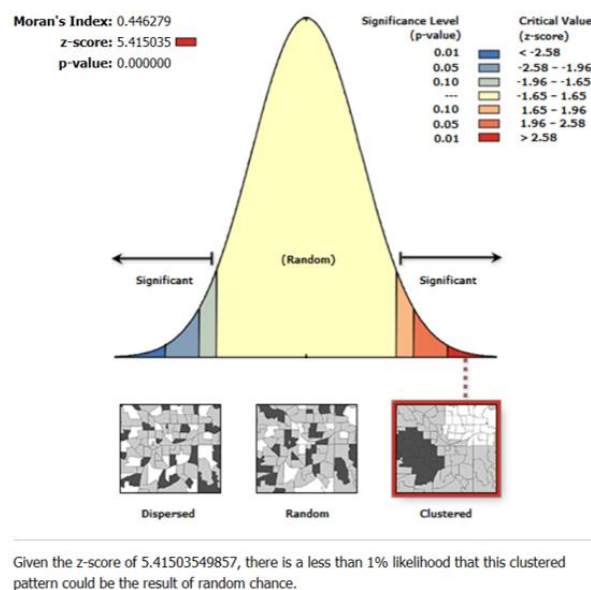 Moran's Index: 0.446279
z-score: 5.415035
p-value: 0.000000
Significance Level
(p-value)
Critical Value
(z-score)
0.01 < -2.58
0.05 -2.58 – -1.96
0.10 -1.96 – -1.65
--- -1.65 – 1.65
0.10 1.65 – 1.96
0.05 1.96 – 2.58
0.01 > 2.58
(Random)
Significant
Significant
Dispersed
Random
Clustered
Given the z-score of 5.41503549857, there is a less than 1% likelihood that this clustered
pattern could be the result of random chance.